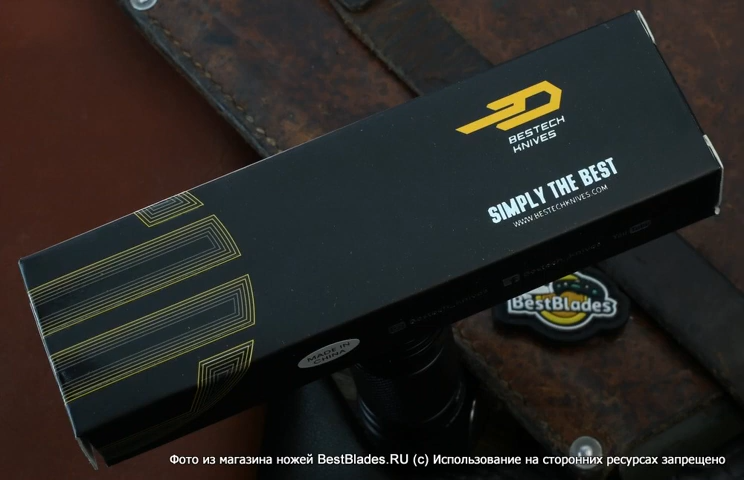 BESTECH
KNIVES
SIMPLY THE BEST
WWW.BESTECHKNIVES.COM
BestBlades
MADE IN
CHINA
Фото из магазина ножей BestBlades.RU (c) Использование на сторонних ресурсах запрещено